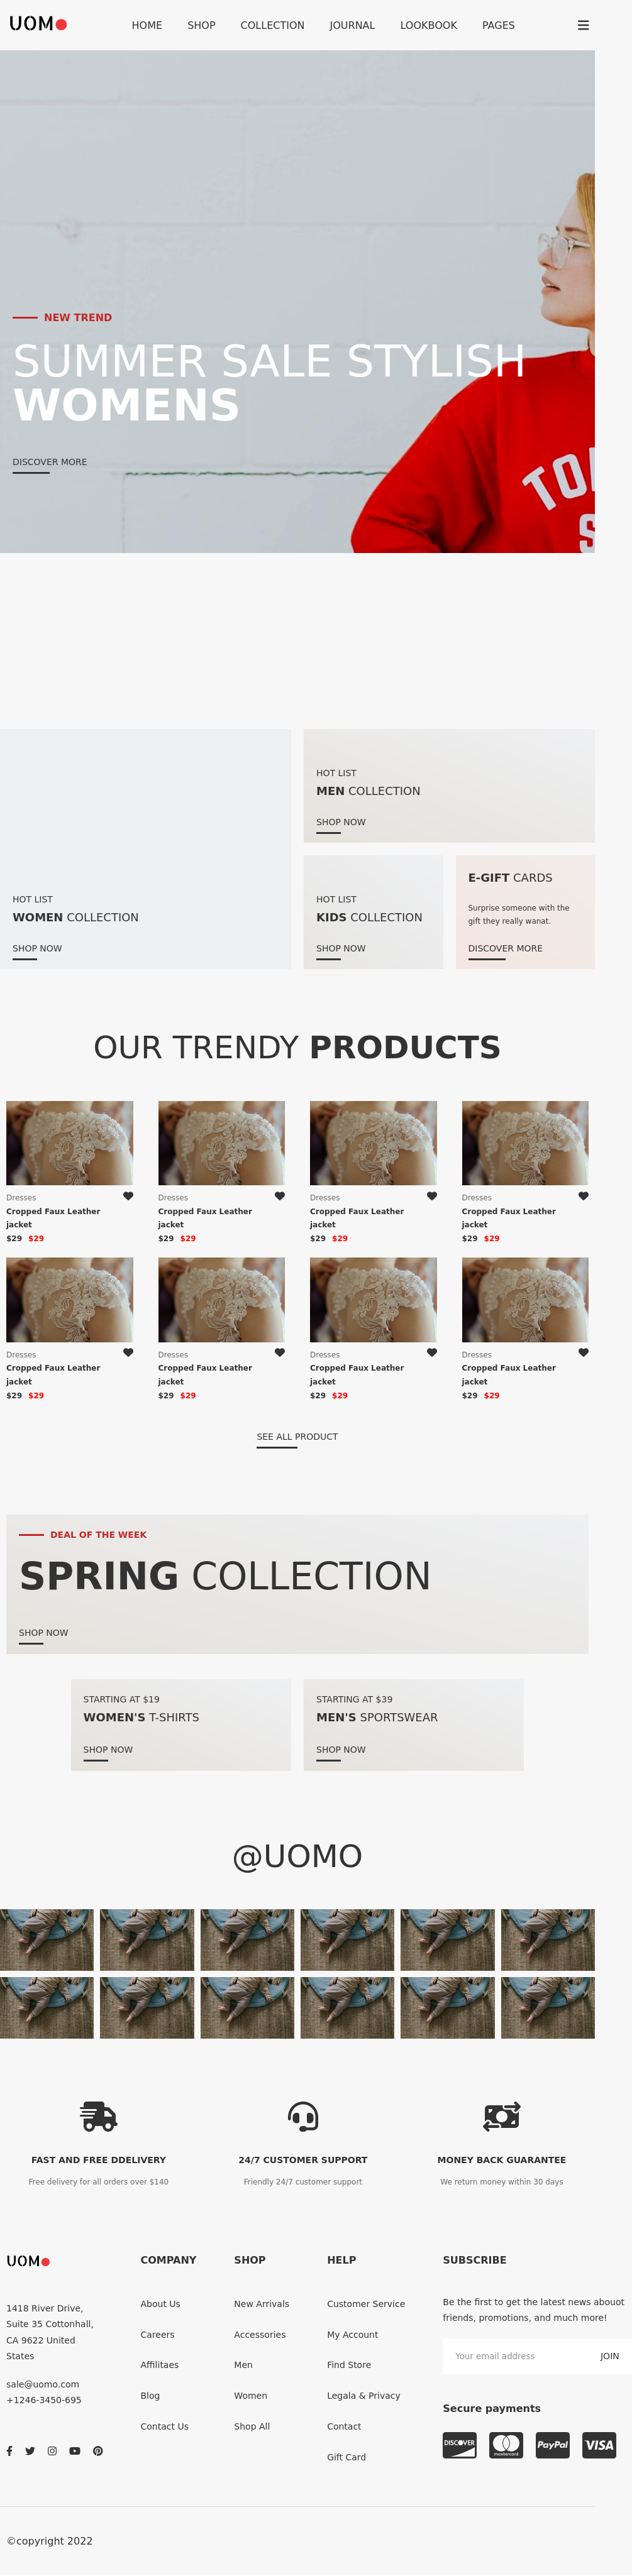 UOMO
HOME SHOP COLLECTION JOURNAL LOOKBOOK PAGES
NEW TREND
SUMMER SALE STYLISH
WOMENS
DISCOVER MORE
HOT LIST
WOMEN COLLECTION
SHOP NOW
HOT LIST
MEN COLLECTION
SHOP NOW
HOT LIST
KIDS COLLECTION
SHOP NOW
E-GIFT CARDS
Surprise someone with the
gift they really wanat.
DISCOVER MORE
OUR TRENDY PRODUCTS
Dresses
Cropped Faux Leather
jacket
$29 $29
Dresses
Cropped Faux Leather
jacket
$29 $29
Dresses
Cropped Faux Leather
jacket
$29 $29
Dresses
Cropped Faux Leather
jacket
$29 $29
Dresses
Cropped Faux Leather
jacket
$29 $29
Dresses
Cropped Faux Leather
jacket
$29 $29
Dresses
Cropped Faux Leather
jacket
$29 $29
Dresses
Cropped Faux Leather
jacket
$29 $29
SEE ALL PRODUCT
DEAL OF THE WEEK
SPRING COLLECTION
SHOP NOW
STARTING AT $19
WOMEN'S T-SHIRTS
SHOP NOW
STARTING AT $39
MEN'S SPORTSWEAR
SHOP NOW
@UOMO
FAST AND FREE DDELIVERY
Free delivery for all orders over $140
24/7 CUSTOMER SUPPORT
Friendly 24/7 customer support
MONEY BACK GUARANTEE
We return money within 30 days
UOMO
1418 River Drive,
Suite 35 Cottonhall,
CA 9622 United
States
sale@uomo.com
+1246-3450-695
COMPANY
About Us
Careers
Affilitaes
Blog
Contact Us
SHOP
New Arrivals
Accessories
Men
Women
Shop All
HELP
Customer Service
My Account
Find Store
Legala & Privacy
Contact
Gift Card
SUBSCRIBE
Be the first to get the latest news abouot
friends, promotions, and much more!
Your email address JOIN
Secure payments
DISCOVER mastercard PayPal VISA
©copyright 2022